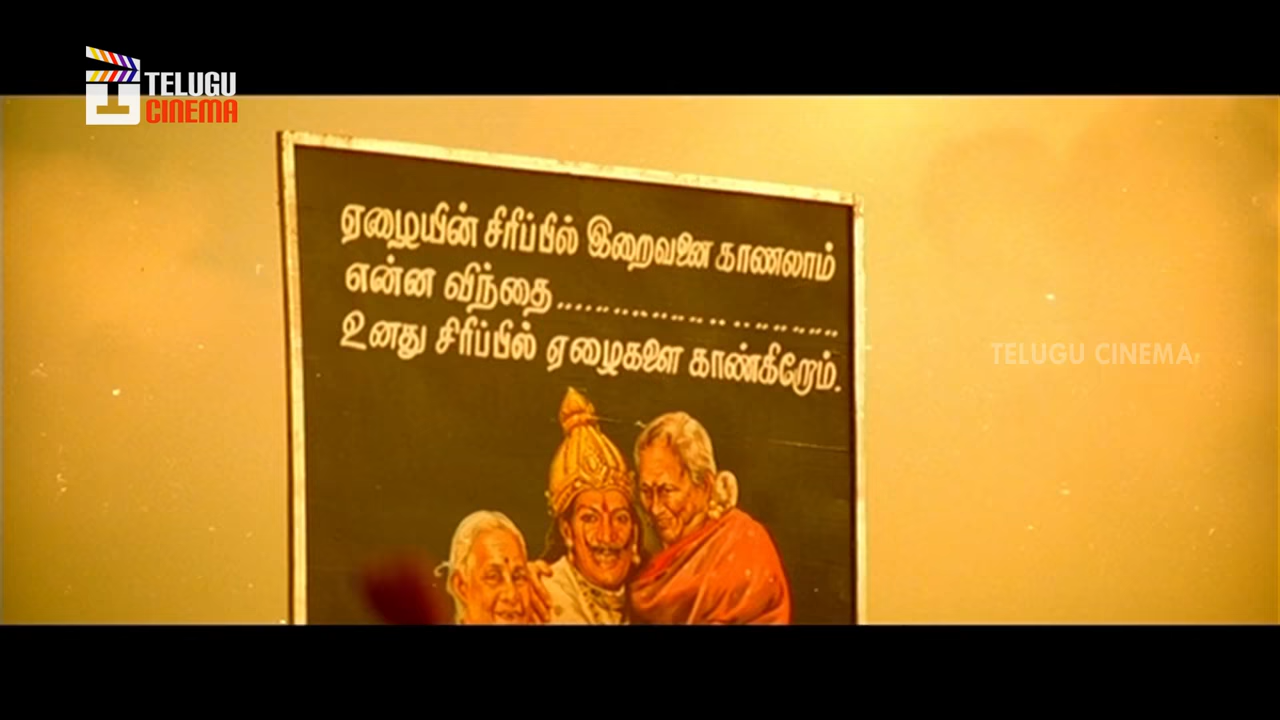 TELUGU
CINEMA
ஏழையின் சிரிப்பில் இறைவனை காணலாம்
என்ன விந்தை..............................
உனது சிரிப்பில் ஏழைகளை காண்கிறேம்.
TELUGU CINEMA